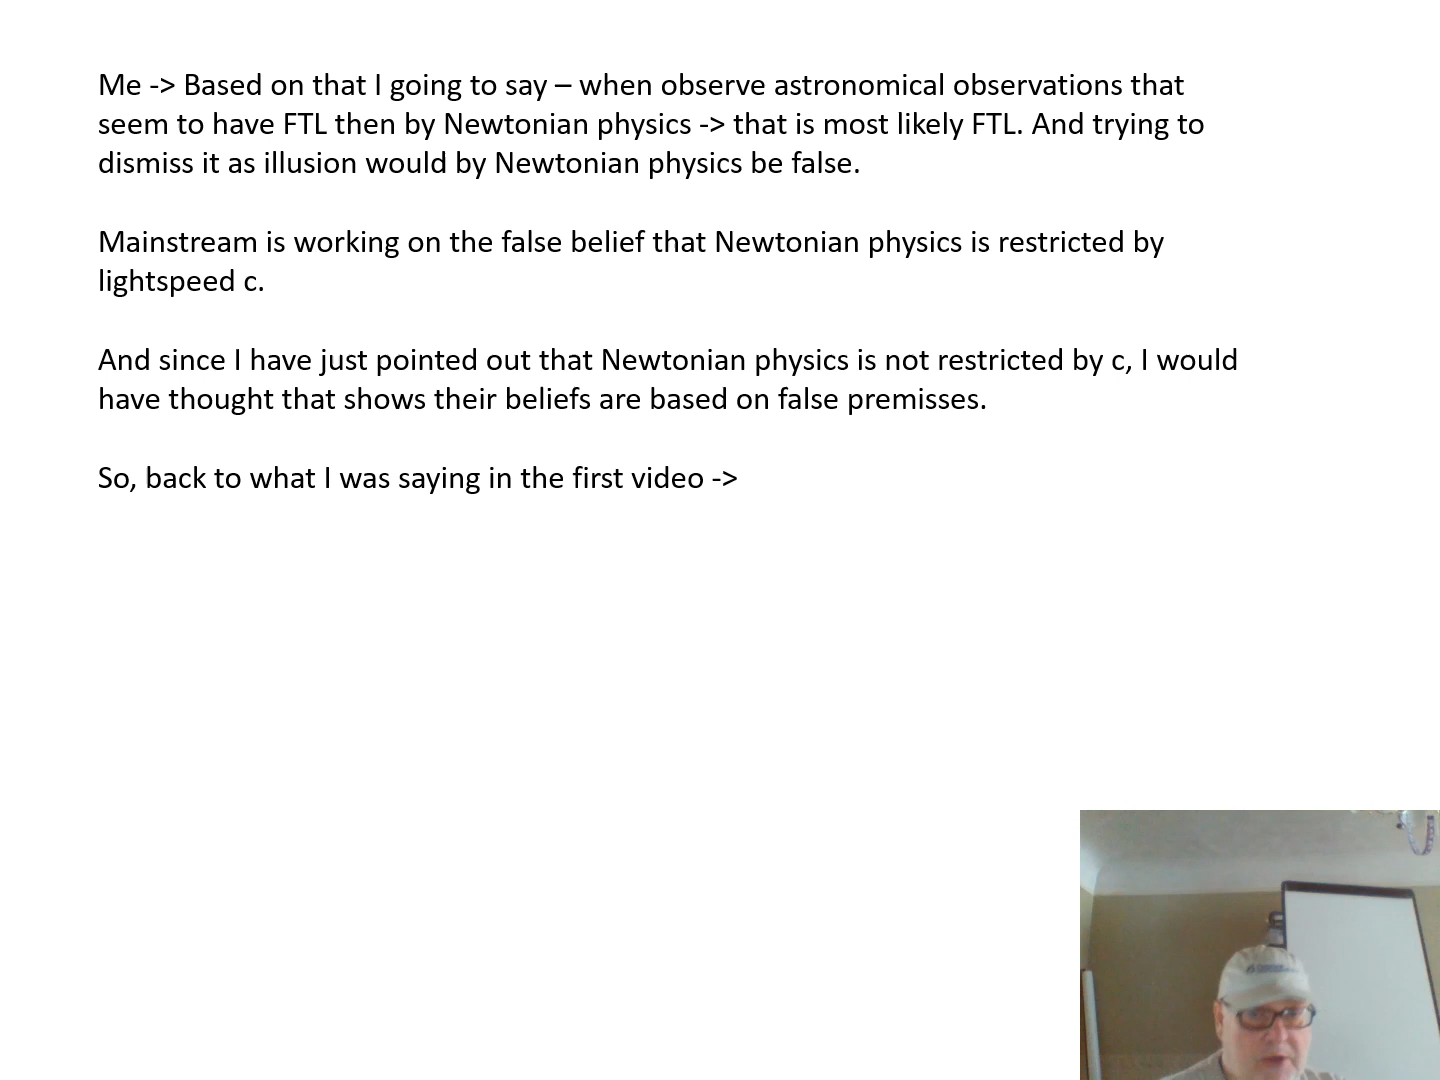 Me -> Based on that I going to say – when observe astronomical observations that
seem to have FTL then by Newtonian physics -> that is most likely FTL. And trying to
dismiss it as illusion would by Newtonian physics be false.
Mainstream is working on the false belief that Newtonian physics is restricted by
lightspeed c.
And since I have just pointed out that Newtonian physics is not restricted by c, I would
have thought that shows their beliefs are based on false premisses.
So, back to what I was saying in the first video ->